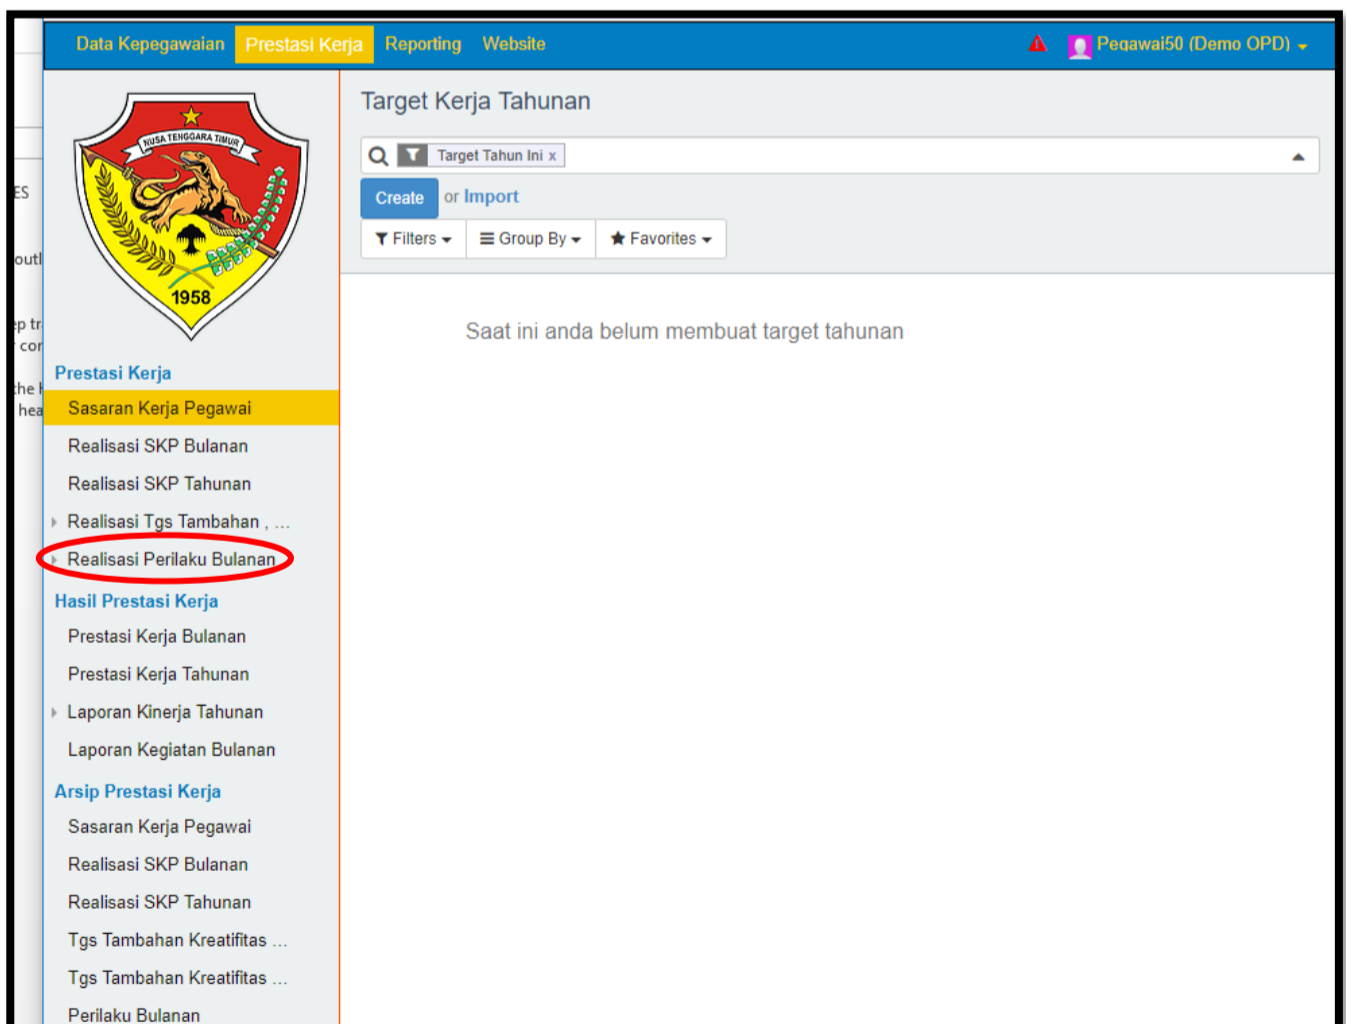 Data Kepegawaian Prestasi Kerja Reporting Website Pegawai50 (Demo OPD)
NUSA TENGGARA TIMUR
1958
Target Kerja Tahunan
Target Tahun Ini x
Create or Import
Filters Group By Favorites
Saat ini anda belum membuat target tahunan
Prestasi Kerja
Sasaran Kerja Pegawai
Realisasi SKP Bulanan
Realisasi SKP Tahunan
Realisasi Tgs Tambahan , ...
Realisasi Perilaku Bulanan
Hasil Prestasi Kerja
Prestasi Kerja Bulanan
Prestasi Kerja Tahunan
Laporan Kinerja Tahunan
Laporan Kegiatan Bulanan
Arsip Prestasi Kerja
Sasaran Kerja Pegawai
Realisasi SKP Bulanan
Realisasi SKP Tahunan
Tgs Tambahan Kreatifitas ...
Tgs Tambahan Kreatifitas ...
Perilaku Bulanan